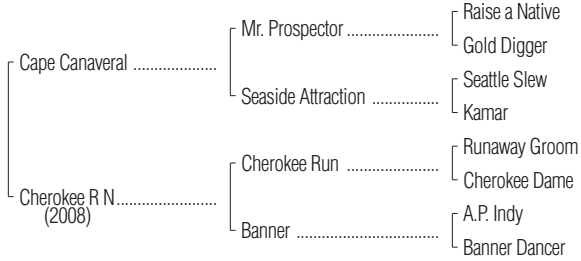 Raise a Native
Mr. Prospector ......................
Gold Digger
Cape Canaveral ....................
Seattle Slew
Seaside Attraction ................
Kamar
Runaway Groom
Cherokee Run ......................
Cherokee Dame
Cherokee R N........................
(2008)
A.P. Indy
Banner ..................................
Banner Dancer